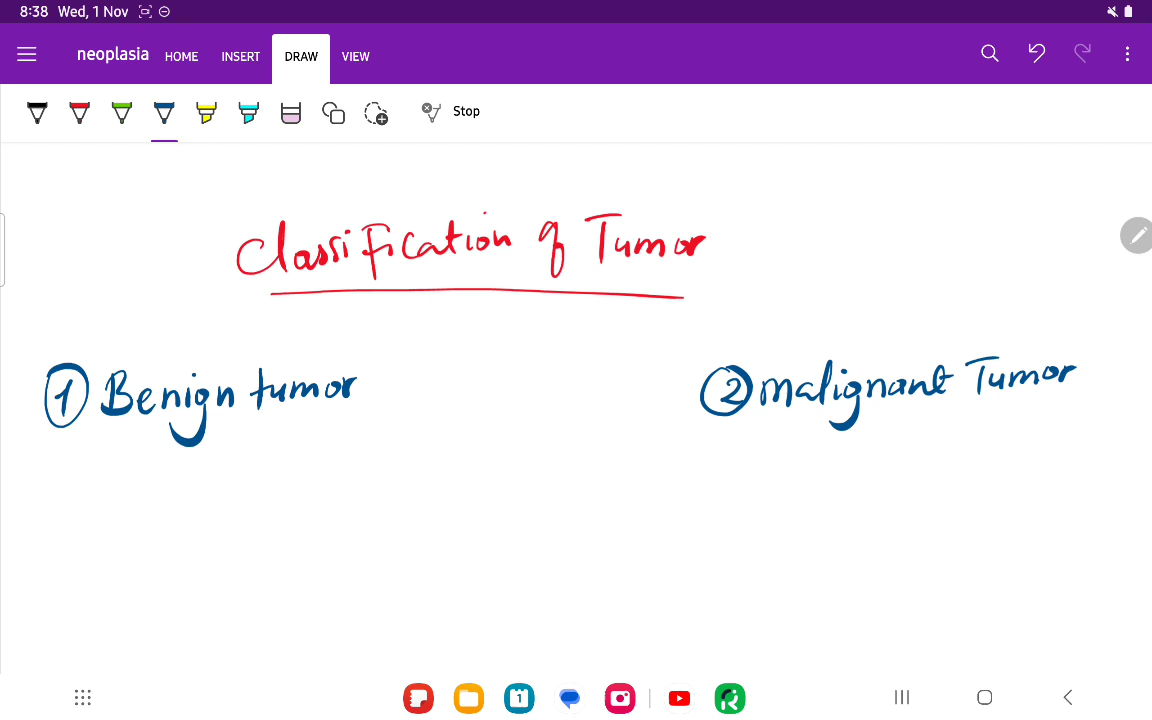 8:38 Wed, 1 Nov
neoplasia HOME INSERT DRAW VIEW
Stop
Classification of Tumor
1 Benign tumor
2 Malignant Tumor
1